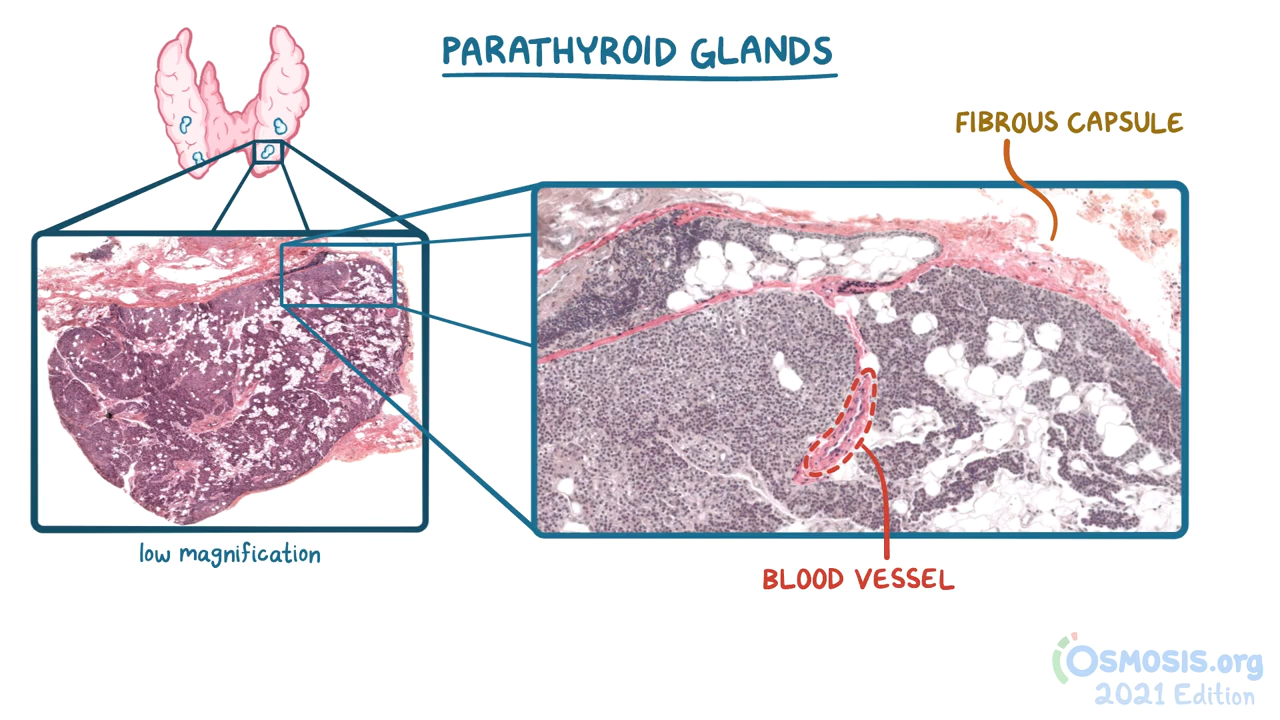 PARATHYROID GLANDS
FIBROUS CAPSULE
low magnification
BLOOD VESSEL
OSMOSIS.org
2021 Edition